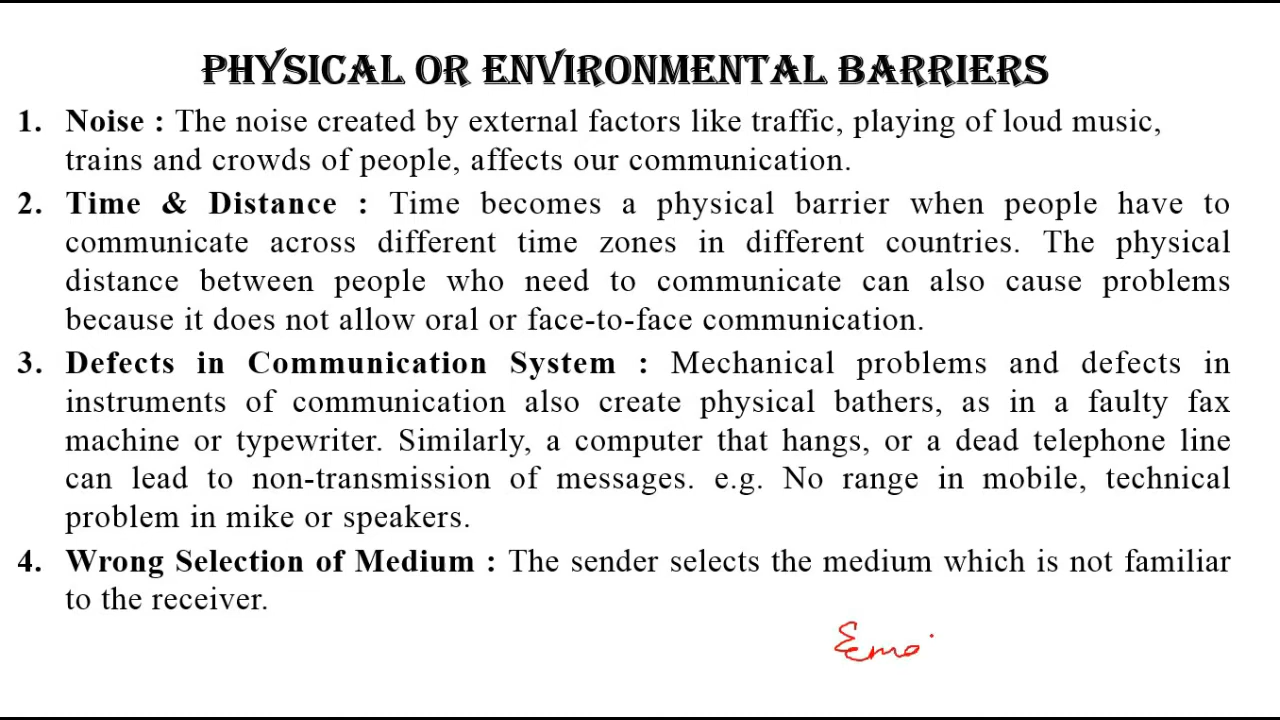 PHYSICAL OR ENVIRONMENTAL BARRIERS
1. Noise : The noise created by external factors like traffic, playing of loud music,
trains and crowds of people, affects our communication.
2. Time & Distance : Time becomes a physical barrier when people have to
communicate across different time zones in different countries. The physical
distance between people who need to communicate can also cause problems
because it does not allow oral or face-to-face communication.
3. Defects in Communication System : Mechanical problems and defects in
instruments of communication also create physical bathers, as in a faulty fax
machine or typewriter. Similarly, a computer that hangs, or a dead telephone line
can lead to non-transmission of messages. e.g. No range in mobile, technical
problem in mike or speakers.
4. Wrong Selection of Medium : The sender selects the medium which is not familiar
to the receiver.
Emo